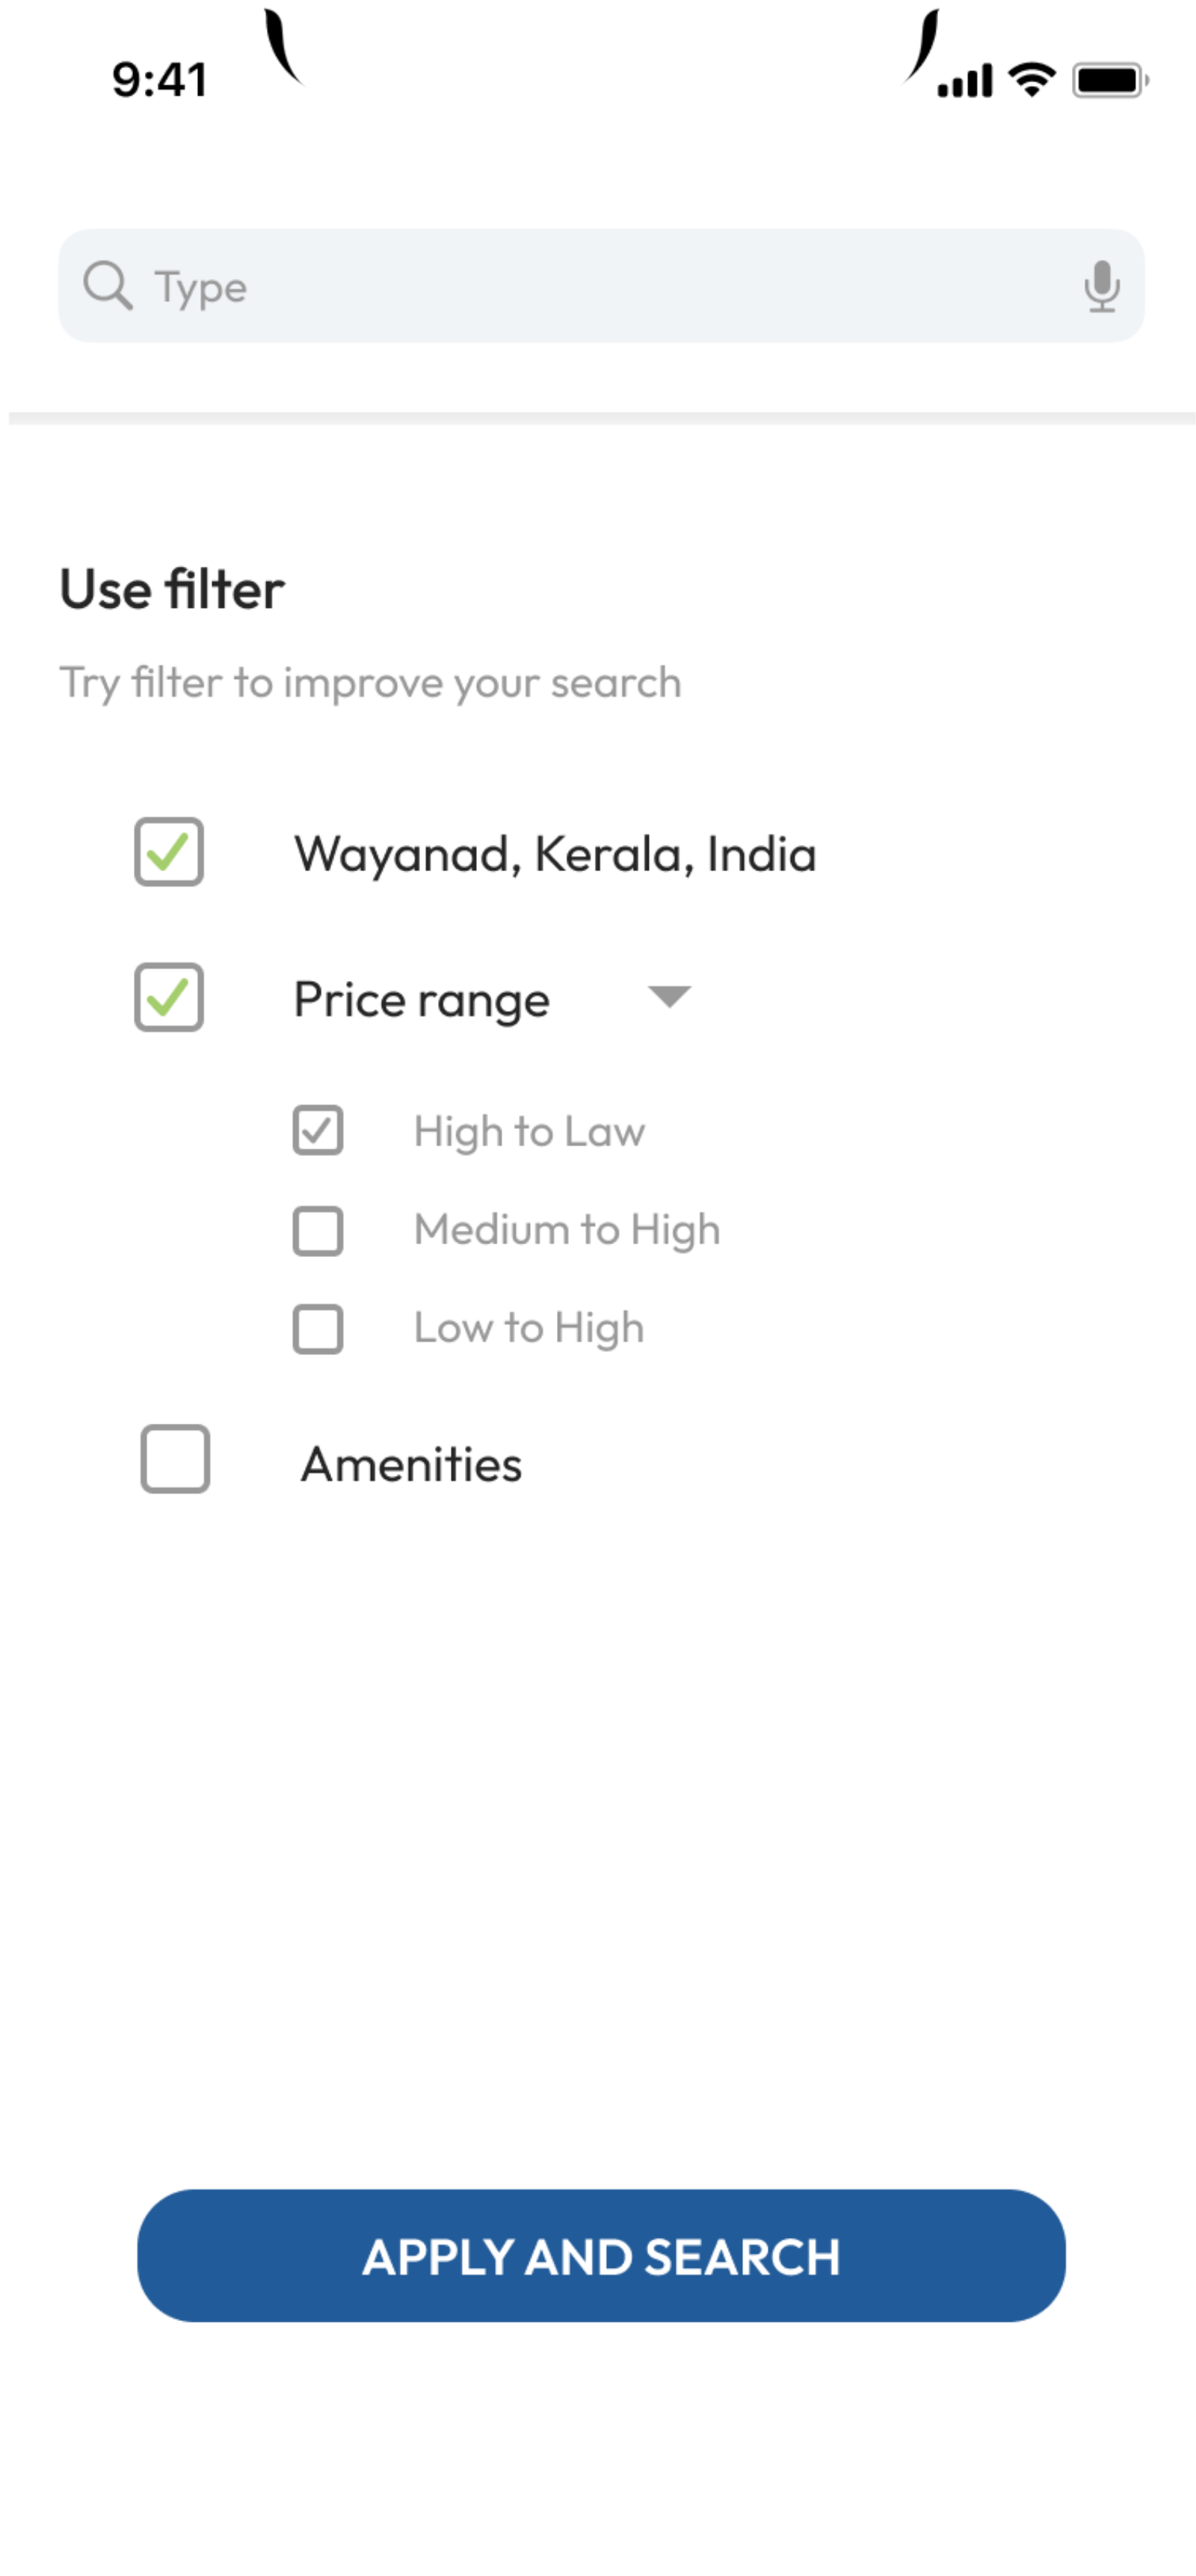 9:41
Type
Use filter
Try filter to improve your search
Wayanad, Kerala, India
Price range
High to Law
Medium to High
Low to High
Amenities
APPLY AND SEARCH